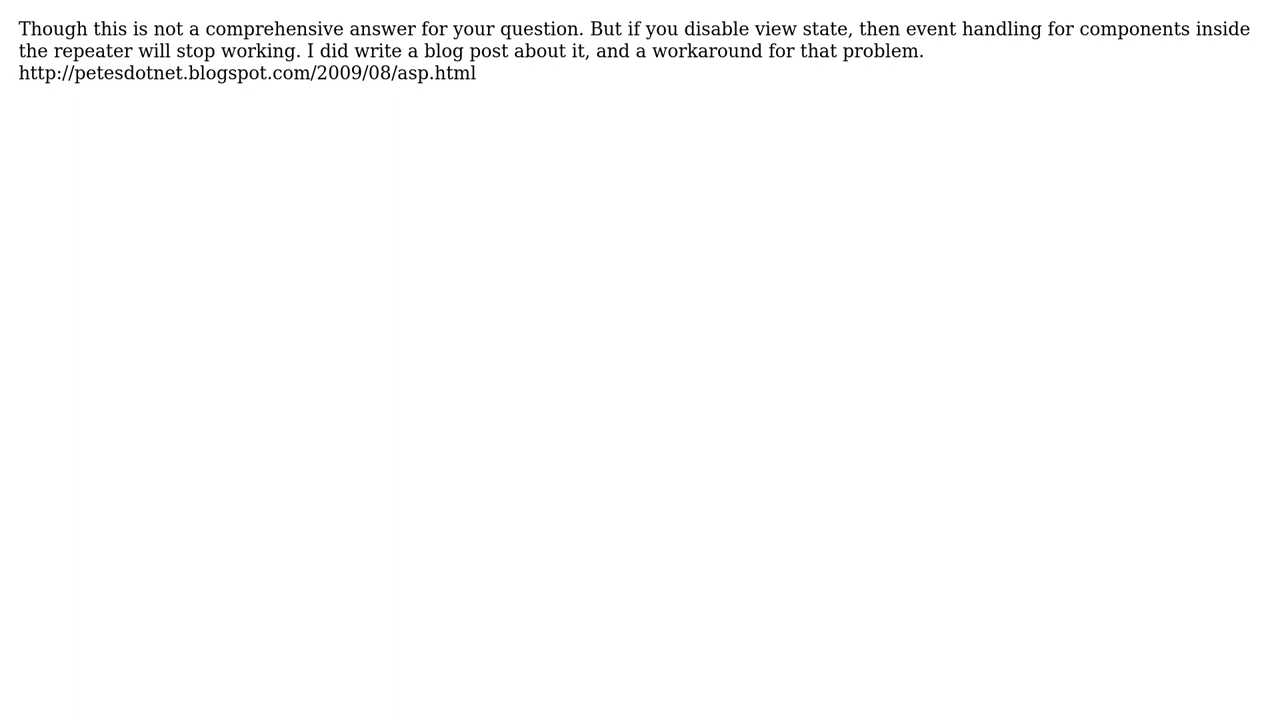 Though this is not a comprehensive answer for your question. But if you disable view state, then event handling for components inside
the repeater will stop working. I did write a blog post about it, and a workaround for that problem.
http://petesdotnet.blogspot.com/2009/08/asp.html